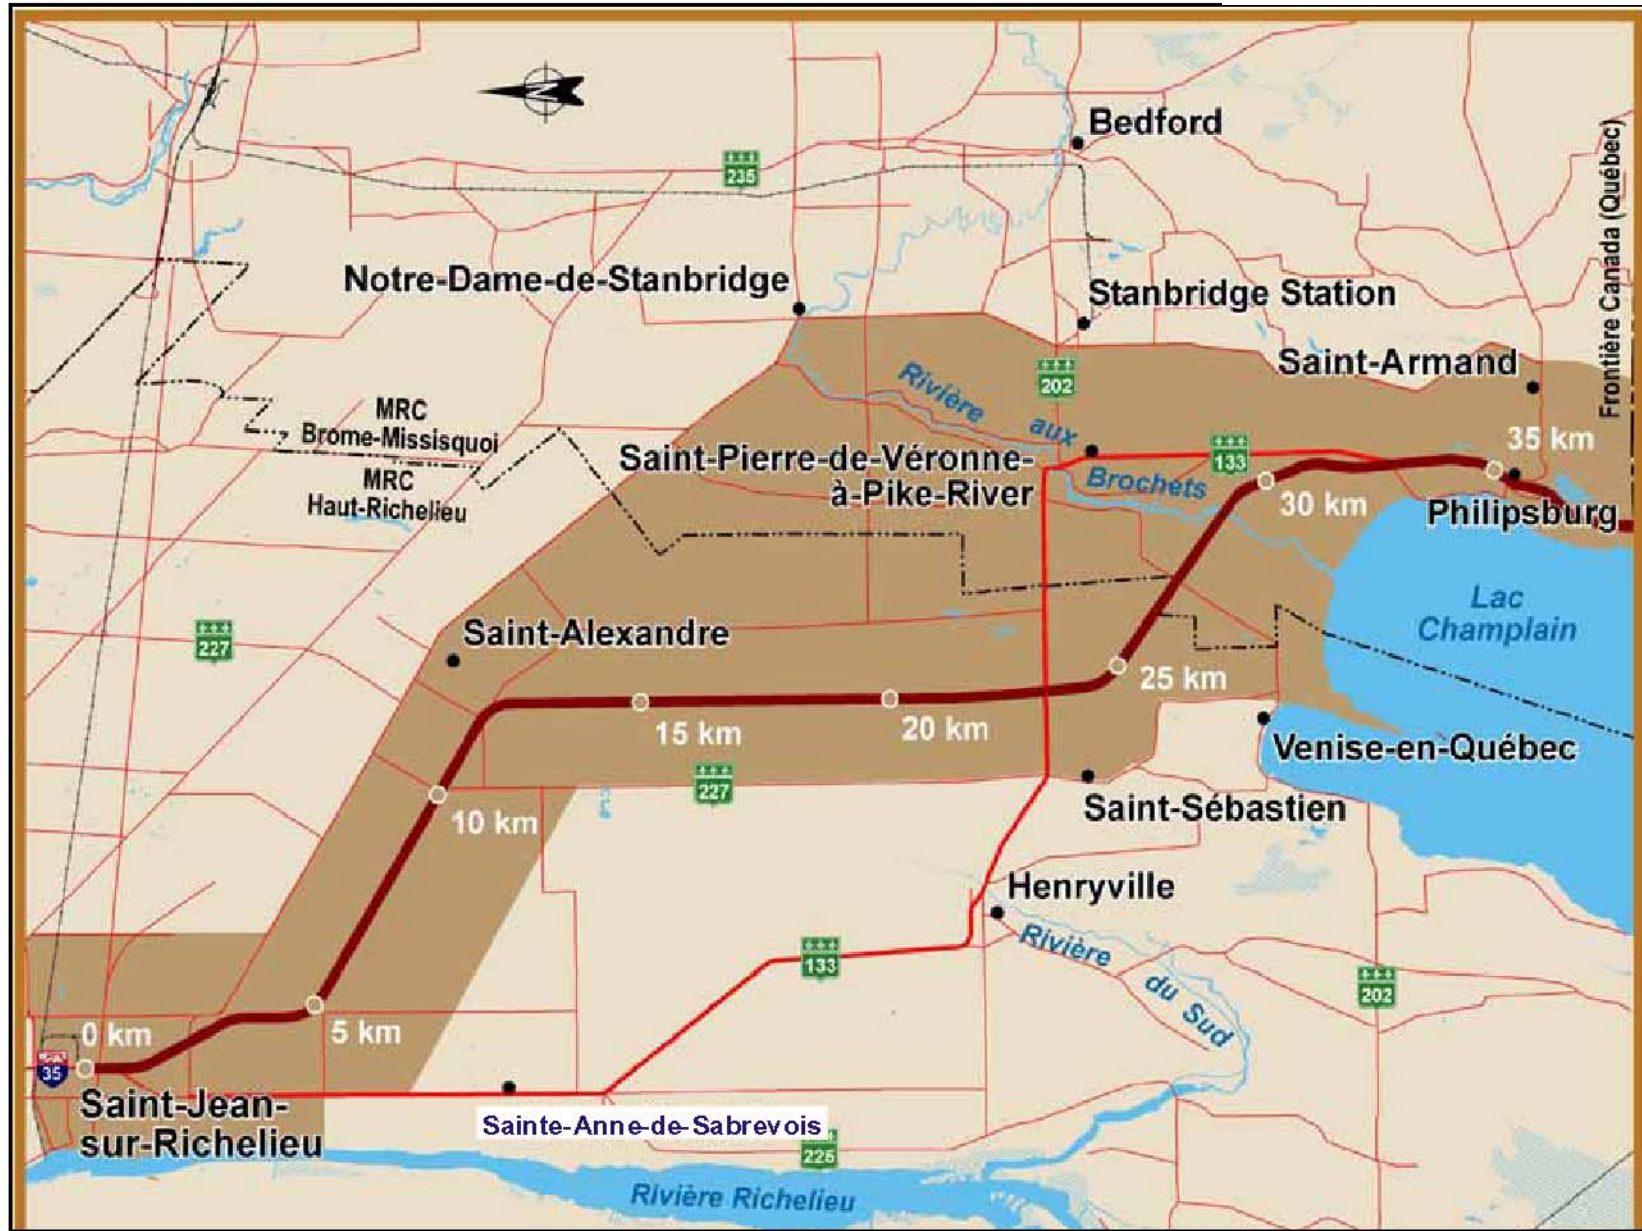 N
Bedford
235
Frontière Canada (Québec)
Notre-Dame-de-Stanbridge
Stanbridge Station
Saint-Armand
202
Rivière aux
Brochets
MRC
Brome-Missisquoi
MRC
Haut-Richelieu
Saint-Pierre-de-Véronne-
à-Pike-River
133
35 km
30 km
Philipsburg
Lac
Champlain
227
Saint-Alexandre
25 km
15 km
20 km
Venise-en-Québec
227
Saint-Sébastien
10 km
Henryville
Rivière
du Sud
133
202
0 km
5 km
35
Saint-Jean-
sur-Richelieu
Sainte-Anne-de-Sabrevois
225
Rivière Richelieu